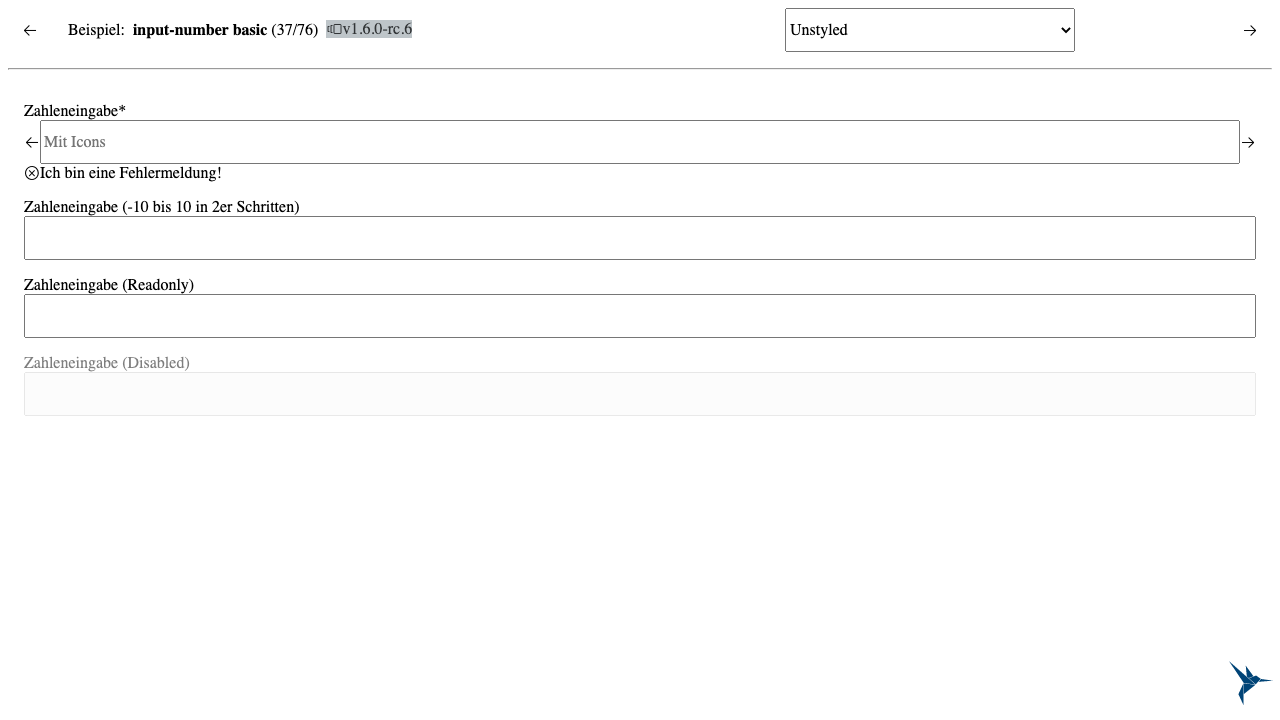 Beispiel: input-number basic (37/76) v1.6.0-rc.6 Unstyled
Zahleneingabe*
Mit Icons
Ich bin eine Fehlermeldung!
Zahleneingabe (-10 bis 10 in 2er Schritten)
Zahleneingabe (Readonly)
Zahleneingabe (Disabled)